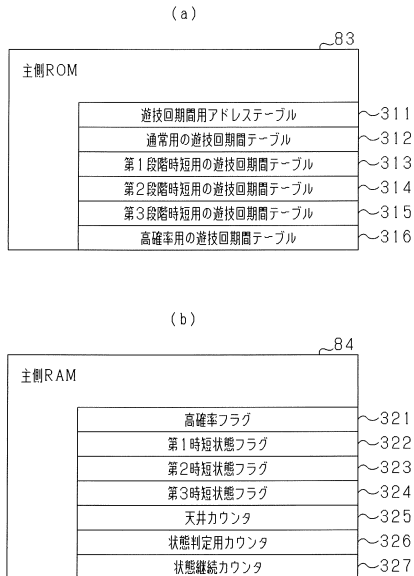 (a)
83
主側ROM
遊技回期間用アドレステーブル 311
通常用の遊技回期間テーブル 312
第1段階時短用の遊技回期間テーブル 313
第2段階時短用の遊技回期間テーブル 314
第3段階時短用の遊技回期間テーブル 315
高確率用の遊技回期間テーブル 316
(b)
84
主側RAM
高確率フラグ 321
第1時短状態フラグ 322
第2時短状態フラグ 323
第3時短状態フラグ 324
天井カウンタ 325
状態判定用カウンタ 326
状態継続カウンタ 327